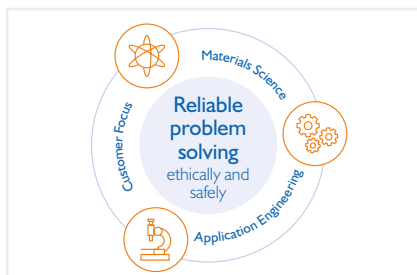 Materials Science
Customer Focus
Reliable
problem
solving
ethically and
safely
Application Engineering